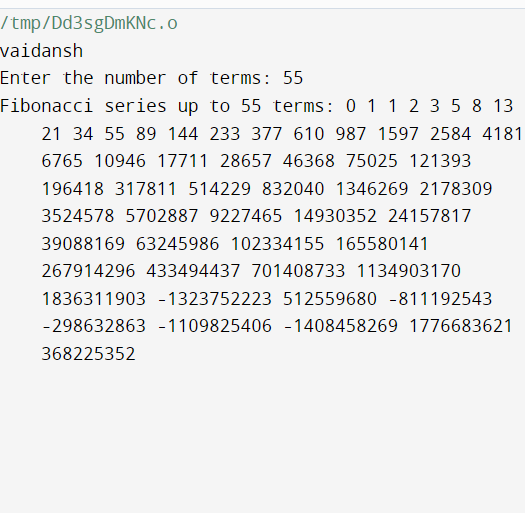 /tmp/Dd3sgDmKNc.o
vaidansh
Enter the number of terms: 55
Fibonacci series up to 55 terms: 0 1 1 2 3 5 8 13
21 34 55 89 144 233 377 610 987 1597 2584 4181
6765 10946 17711 28657 46368 75025 121393
196418 317811 514229 832040 1346269 2178309
3524578 5702887 9227465 14930352 24157817
39088169 63245986 102334155 165580141
267914296 433494437 701408733 1134903170
1836311903 -1323752223 512559680 -811192543
-298632863 -1109825406 -1408458269 1776683621
368225352